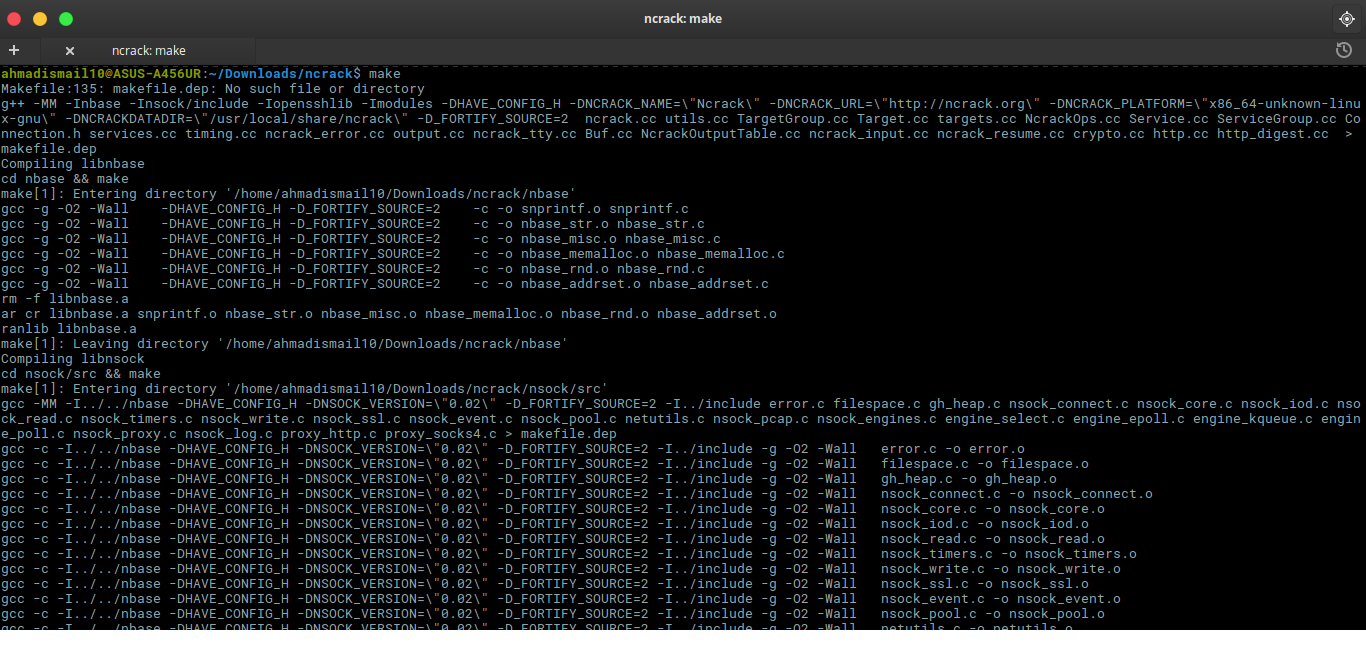 ncrack: make
ncrack: make
ahmadismail10@ASUS-A456UR:~/Downloads/ncrack$ make
Makefile:135: makefile.dep: No such file or directory
g++ -MM -Inbase -Insock/include -Iopensshlib -Imodules -DHAVE_CONFIG_H -DNCRACK_NAME=\"Ncrack\" -DNCRACK_URL=\"http://ncrack.org\" -DNCRACK_PLATFORM=\"x86_64-unknown-linu
x-gnu\" -DNCRACKDATADIR=\"/usr/local/share/ncrack\" -D_FORTIFY_SOURCE=2  ncrack.cc utils.cc TargetGroup.cc Target.cc targets.cc NcrackOps.cc Service.cc ServiceGroup.cc Co
nnection.h services.cc timing.cc ncrack_error.cc output.cc ncrack_tty.cc Buf.cc NcrackOutputTable.cc ncrack_input.cc ncrack_resume.cc crypto.cc http.cc http_digest.cc  >
makefile.dep
Compiling libnbase
cd nbase && make
make[1]: Entering directory '/home/ahmadismail10/Downloads/ncrack/nbase'
gcc -g -O2 -Wall    -DHAVE_CONFIG_H -D_FORTIFY_SOURCE=2    -c -o snprintf.o snprintf.c
gcc -g -O2 -Wall    -DHAVE_CONFIG_H -D_FORTIFY_SOURCE=2    -c -o nbase_str.o nbase_str.c
gcc -g -O2 -Wall    -DHAVE_CONFIG_H -D_FORTIFY_SOURCE=2    -c -o nbase_misc.o nbase_misc.c
gcc -g -O2 -Wall    -DHAVE_CONFIG_H -D_FORTIFY_SOURCE=2    -c -o nbase_memalloc.o nbase_memalloc.c
gcc -g -O2 -Wall    -DHAVE_CONFIG_H -D_FORTIFY_SOURCE=2    -c -o nbase_rnd.o nbase_rnd.c
gcc -g -O2 -Wall    -DHAVE_CONFIG_H -D_FORTIFY_SOURCE=2    -c -o nbase_addrset.o nbase_addrset.c
rm -f libnbase.a
ar cr libnbase.a snprintf.o nbase_str.o nbase_misc.o nbase_memalloc.o nbase_rnd.o nbase_addrset.o
ranlib libnbase.a
make[1]: Leaving directory '/home/ahmadismail10/Downloads/ncrack/nbase'
Compiling libnsock
cd nsock/src && make
make[1]: Entering directory '/home/ahmadismail10/Downloads/ncrack/nsock/src'
gcc -MM -I../../nbase -DHAVE_CONFIG_H -DNSOCK_VERSION=\"0.02\" -D_FORTIFY_SOURCE=2 -I../include error.c filespace.c gh_heap.c nsock_connect.c nsock_core.c nsock_iod.c nso
ck_read.c nsock_timers.c nsock_write.c nsock_ssl.c nsock_event.c nsock_pool.c netutils.c nsock_pcap.c nsock_engines.c engine_select.c engine_epoll.c engine_kqueue.c engin
e_poll.c nsock_proxy.c nsock_log.c proxy_http.c proxy_socks4.c > makefile.dep
gcc -c -I../../nbase -DHAVE_CONFIG_H -DNSOCK_VERSION=\"0.02\" -D_FORTIFY_SOURCE=2 -I../include -g -O2 -Wall   error.c -o error.o
gcc -c -I../../nbase -DHAVE_CONFIG_H -DNSOCK_VERSION=\"0.02\" -D_FORTIFY_SOURCE=2 -I../include -g -O2 -Wall   filespace.c -o filespace.o
gcc -c -I../../nbase -DHAVE_CONFIG_H -DNSOCK_VERSION=\"0.02\" -D_FORTIFY_SOURCE=2 -I../include -g -O2 -Wall   gh_heap.c -o gh_heap.o
gcc -c -I../../nbase -DHAVE_CONFIG_H -DNSOCK_VERSION=\"0.02\" -D_FORTIFY_SOURCE=2 -I../include -g -O2 -Wall   nsock_connect.c -o nsock_connect.o
gcc -c -I../../nbase -DHAVE_CONFIG_H -DNSOCK_VERSION=\"0.02\" -D_FORTIFY_SOURCE=2 -I../include -g -O2 -Wall   nsock_core.c -o nsock_core.o
gcc -c -I../../nbase -DHAVE_CONFIG_H -DNSOCK_VERSION=\"0.02\" -D_FORTIFY_SOURCE=2 -I../include -g -O2 -Wall   nsock_iod.c -o nsock_iod.o
gcc -c -I../../nbase -DHAVE_CONFIG_H -DNSOCK_VERSION=\"0.02\" -D_FORTIFY_SOURCE=2 -I../include -g -O2 -Wall   nsock_read.c -o nsock_read.o
gcc -c -I../../nbase -DHAVE_CONFIG_H -DNSOCK_VERSION=\"0.02\" -D_FORTIFY_SOURCE=2 -I../include -g -O2 -Wall   nsock_timers.c -o nsock_timers.o
gcc -c -I../../nbase -DHAVE_CONFIG_H -DNSOCK_VERSION=\"0.02\" -D_FORTIFY_SOURCE=2 -I../include -g -O2 -Wall   nsock_write.c -o nsock_write.o
gcc -c -I../../nbase -DHAVE_CONFIG_H -DNSOCK_VERSION=\"0.02\" -D_FORTIFY_SOURCE=2 -I../include -g -O2 -Wall   nsock_ssl.c -o nsock_ssl.o
gcc -c -I../../nbase -DHAVE_CONFIG_H -DNSOCK_VERSION=\"0.02\" -D_FORTIFY_SOURCE=2 -I../include -g -O2 -Wall   nsock_event.c -o nsock_event.o
gcc -c -I../../nbase -DHAVE_CONFIG_H -DNSOCK_VERSION=\"0.02\" -D_FORTIFY_SOURCE=2 -I../include -g -O2 -Wall   nsock_pool.c -o nsock_pool.o
gcc -c -I../../nbase -DHAVE_CONFIG_H -DNSOCK_VERSION=\"0.02\" -D_FORTIFY_SOURCE=2 -I../include -g -O2 -Wall   netutils.c -o netutils.o